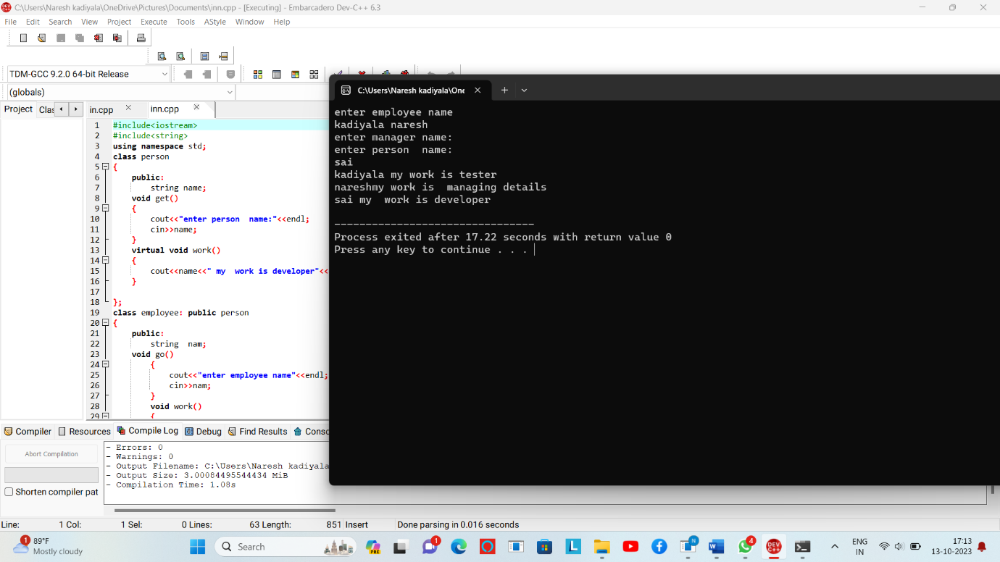 C:\Users\Naresh kadiyala\OneDrive\Pictures\Documents\inn.cpp - [Executing] - Embarcadero Dev-C++ 6.3
File Edit Search View Project Execute Tools AStyle Window Help
TDM-GCC 9.2.0 64-bit Release
(globals)
Project Clas in.cpp inn.cpp
1 #include<iostream>
2 #include<string>
3 using namespace std;
4 class person
5 {
6 public:
7 string name;
8 void get()
9 {
10 cout<<"enter person  name:"<<endl;
11 cin>>name;
12 }
13 virtual void work()
14 {
15 cout<<name<<" my  work is developer"<<
16 }
17
18 };
19 class employee: public person
20 {
21 public:
22 string  nam;
23 void go()
24 {
25 cout<<"enter employee name"<<endl;
26 cin>>nam;
27 }
28 void work()
29 {
C:\Users\Naresh kadiyala\One
enter employee name
kadiyala naresh
enter manager name:
enter person  name:
sai
kadiyala my work is tester
nareshmy work is  managing details
sai my  work is developer
--------------------------------
Process exited after 17.22 seconds with return value 0
Press any key to continue . . .
Compiler Resources Compile Log Debug Find Results Conso
Abort Compilation
Shorten compiler pat
- Errors: 0
- Warnings: 0
- Output Filename: C:\Users\Naresh kadiyala
- Output Size: 3.00084495544434 MiB
- Compilation Time: 1.08s
Line: 1 Col: 1 Sel: 0 Lines: 63 Length: 851 Insert Done parsing in 0.016 seconds
1
89°F
Mostly cloudy
Search
PRE
1
L
N
W
4
DEV C++
ENG
IN
17:13
13-10-2023